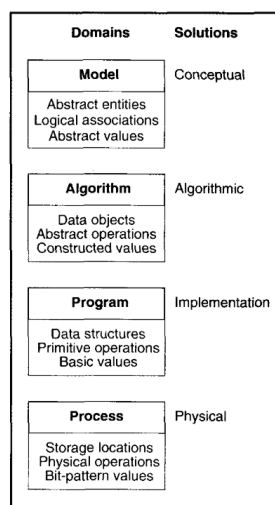 Domains Solutions
Model Conceptual
Abstract entities
Logical associations
Abstract values
Algorithm Algorithmic
Data objects
Abstract operations
Constructed values
Program Implementation
Data structures
Primitive operations
Basic values
Process Physical
Storage locations
Physical operations
Bit-pattern values